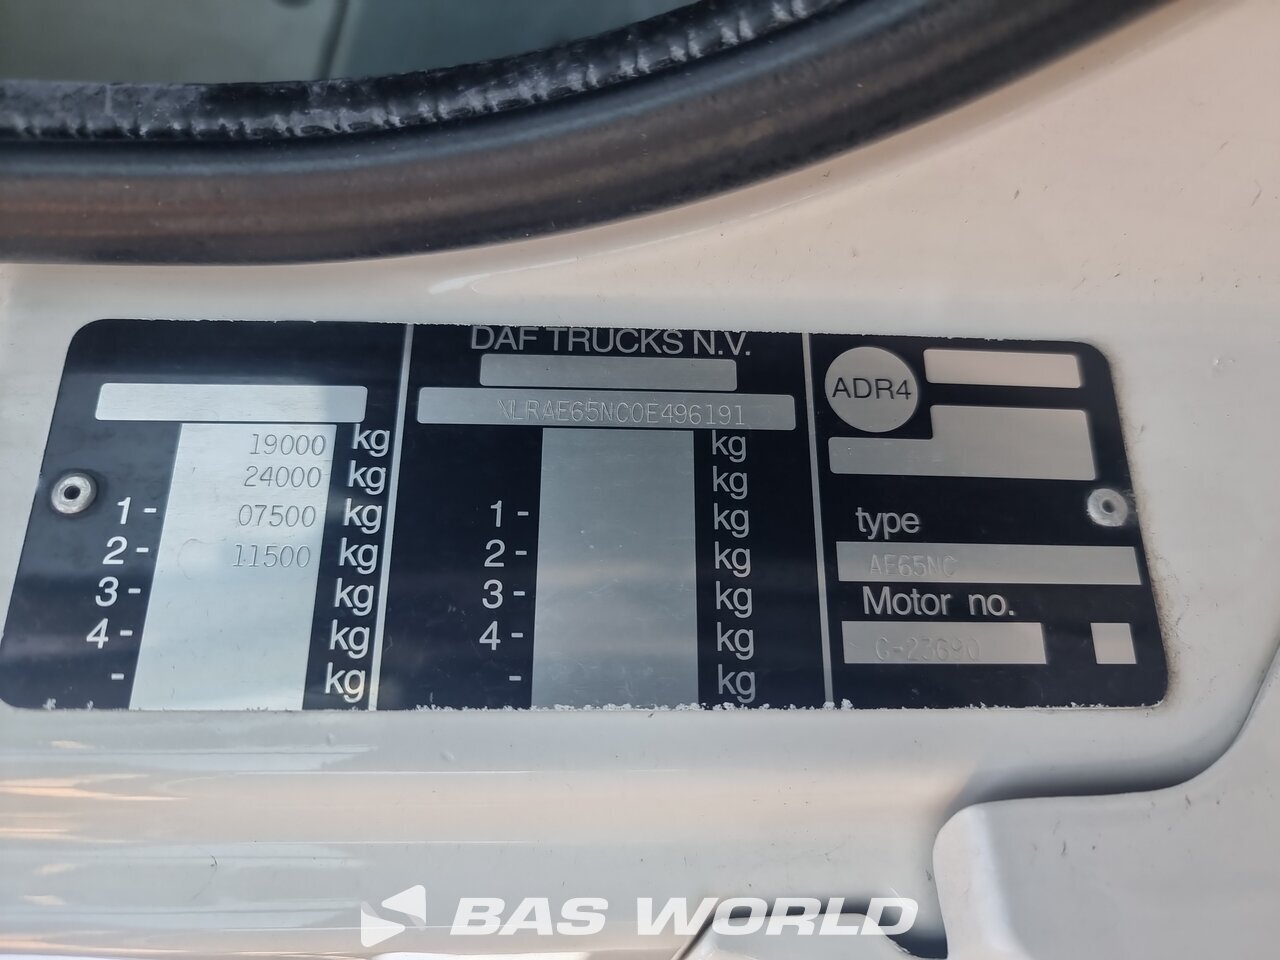 DAF TRUCKS N.V.
XLRAE65NC0E496191
19000 kg
24000 kg
1- 07500 kg
2- 11500 kg
3- kg
4- kg
- kg
kg
kg
1- kg
2- kg
3- kg
4- kg
- kg
ADR4
type
AE65NC
Motor no.
G-23690
BAS WORLD